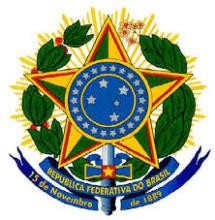 REPÚBLICA FEDERATIVA DO BRASIL
15 de Novembro de 1889